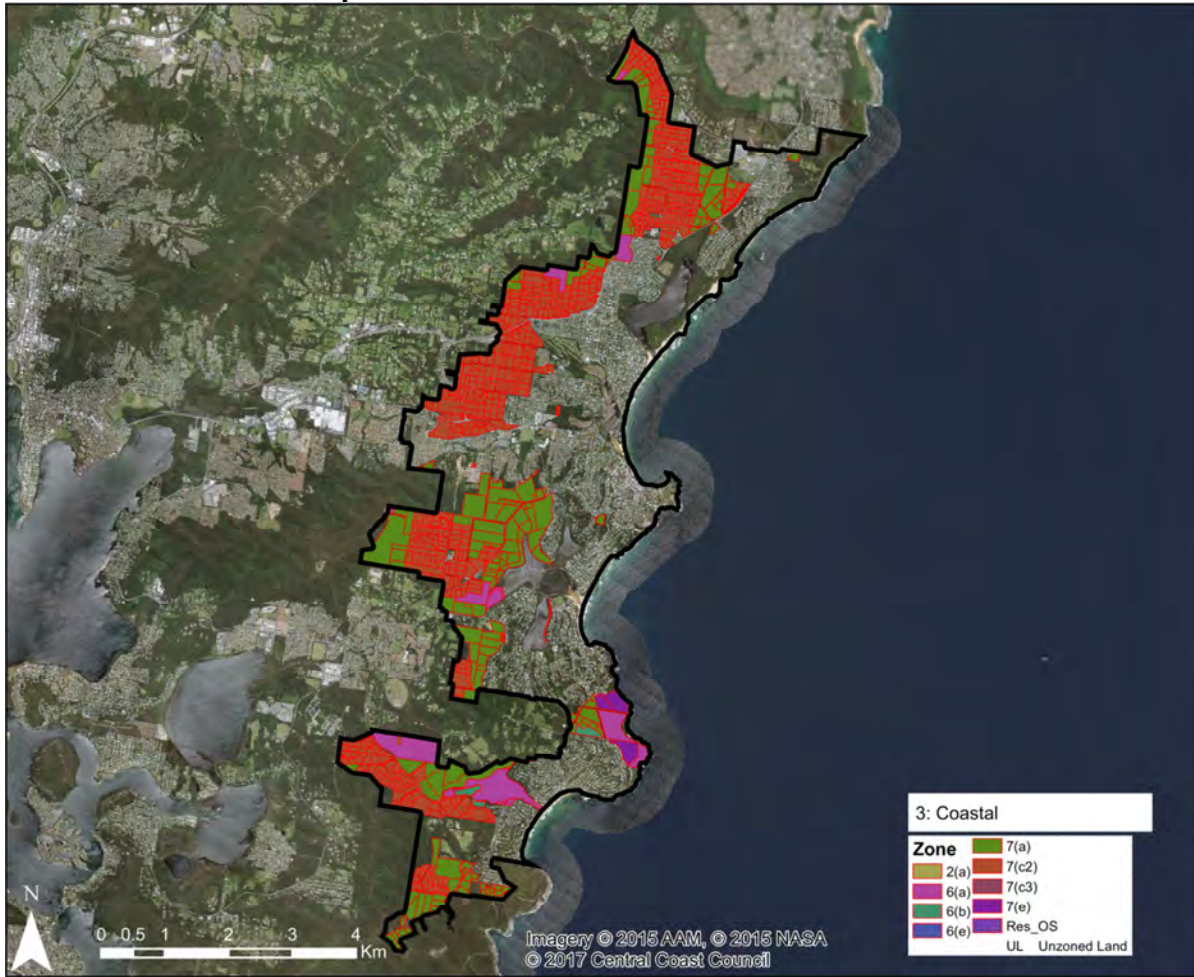 3: Coastal
Zone
2(a)
6(a)
6(b)
6(e)
7(a)
7(c2)
7(c3)
7(e)
Res_OS
UL Unzoned Land
N
0 0.5 1 2 3 4
Km
Imagery © 2015 AAM, © 2015 NASA
© 2017 Central Coast Council